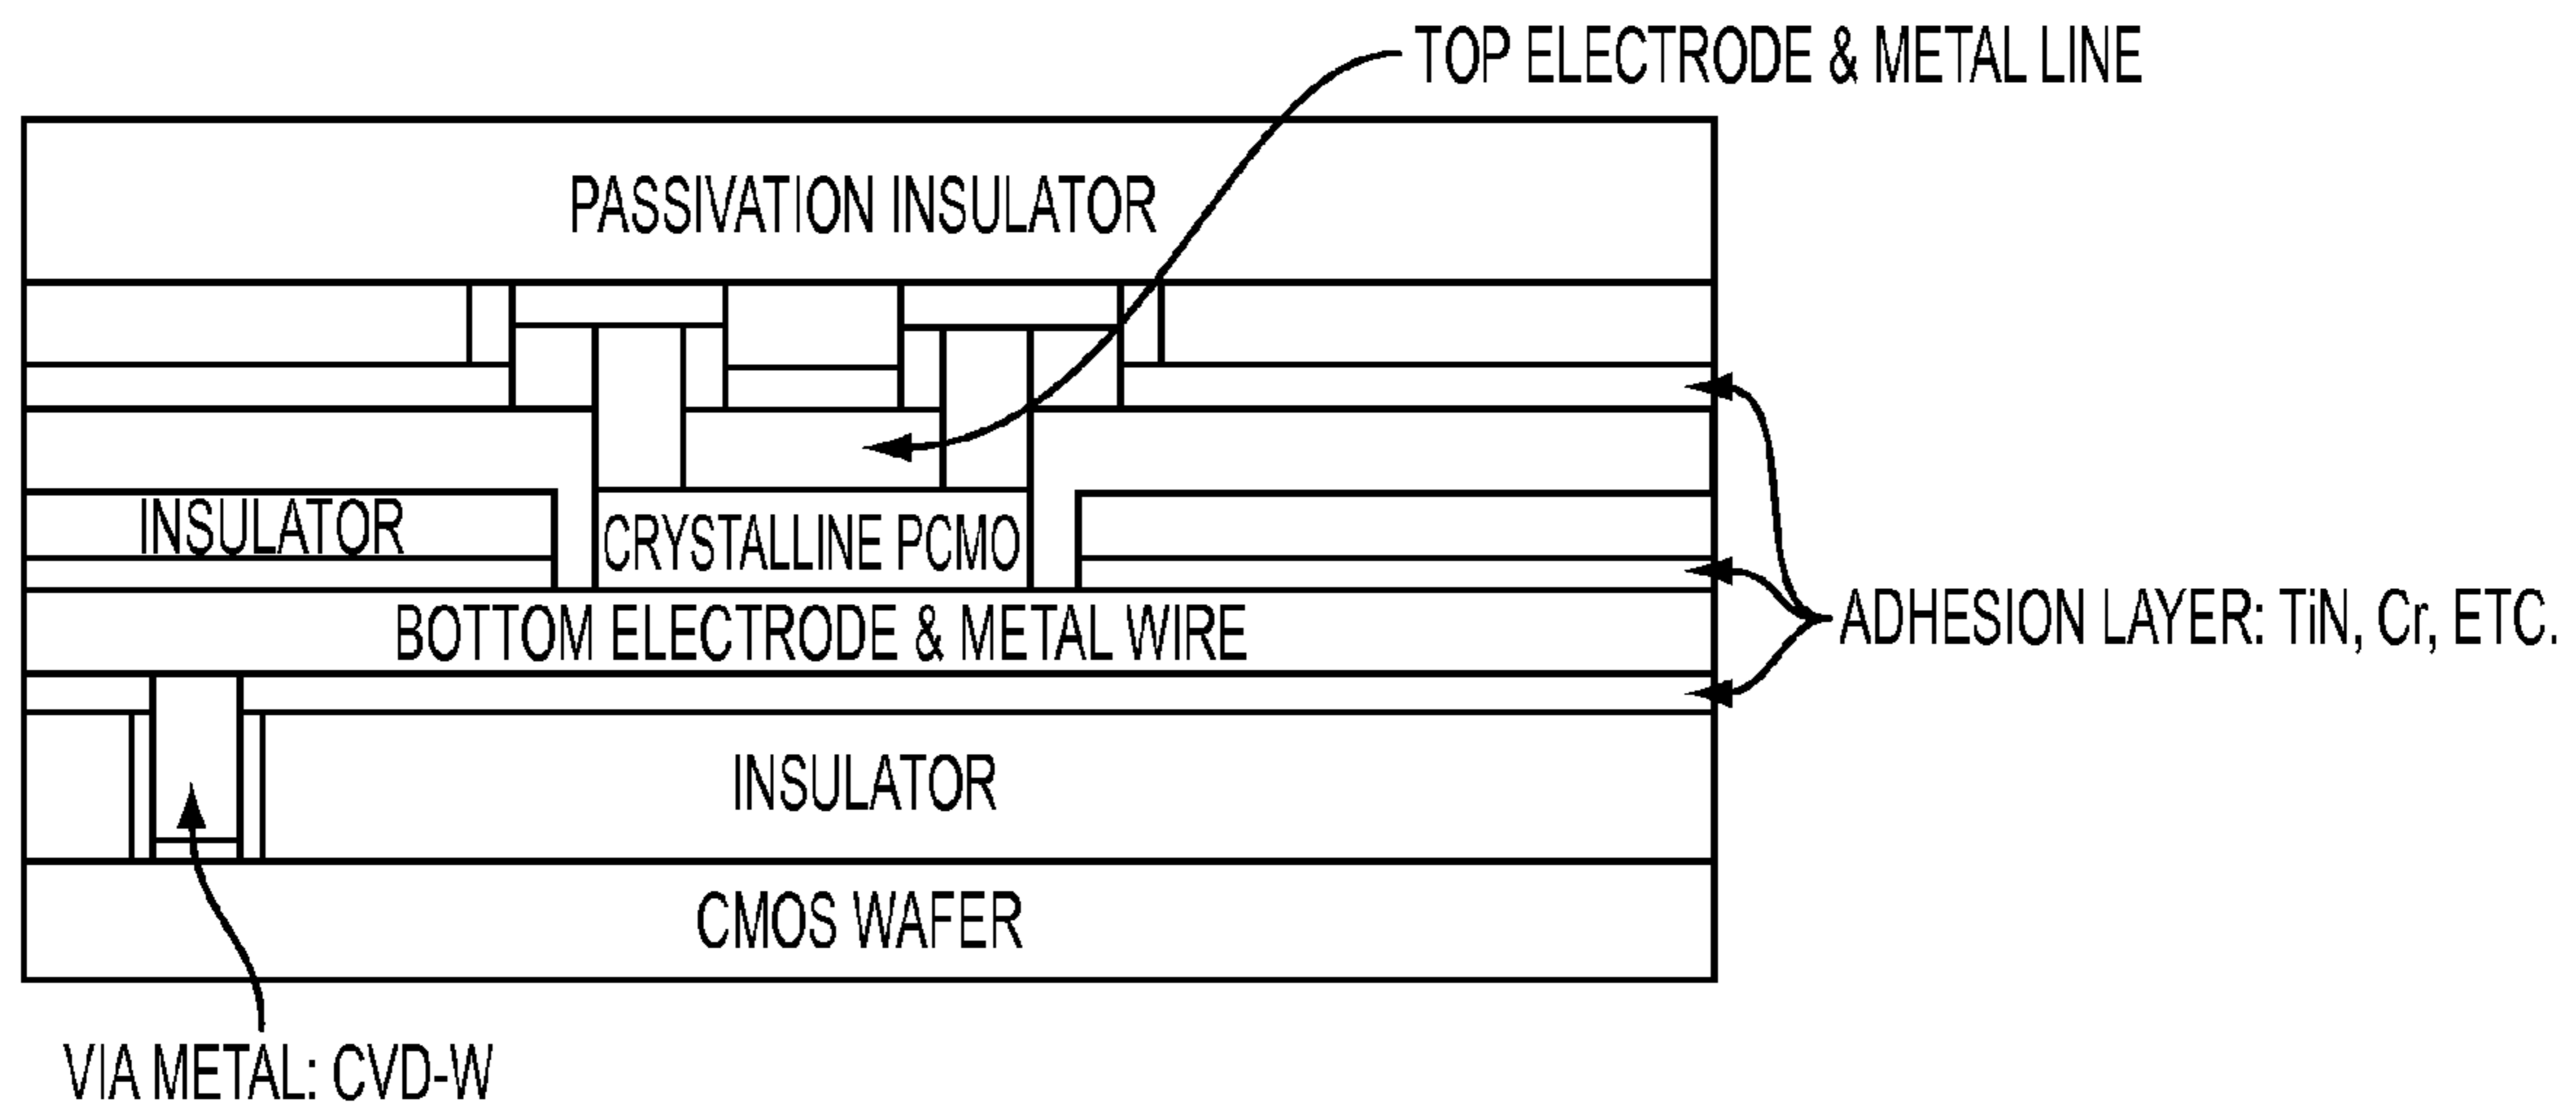 TOP ELECTRODE & METAL LINE
PASSIVATION INSULATOR
INSULATOR
CRYSTALLINE PCMO
BOTTOM ELECTRODE & METAL WIRE
ADHESION LAYER: TiN, Cr, ETC.
INSULATOR
CMOS WAFER
VIA METAL: CVD-W